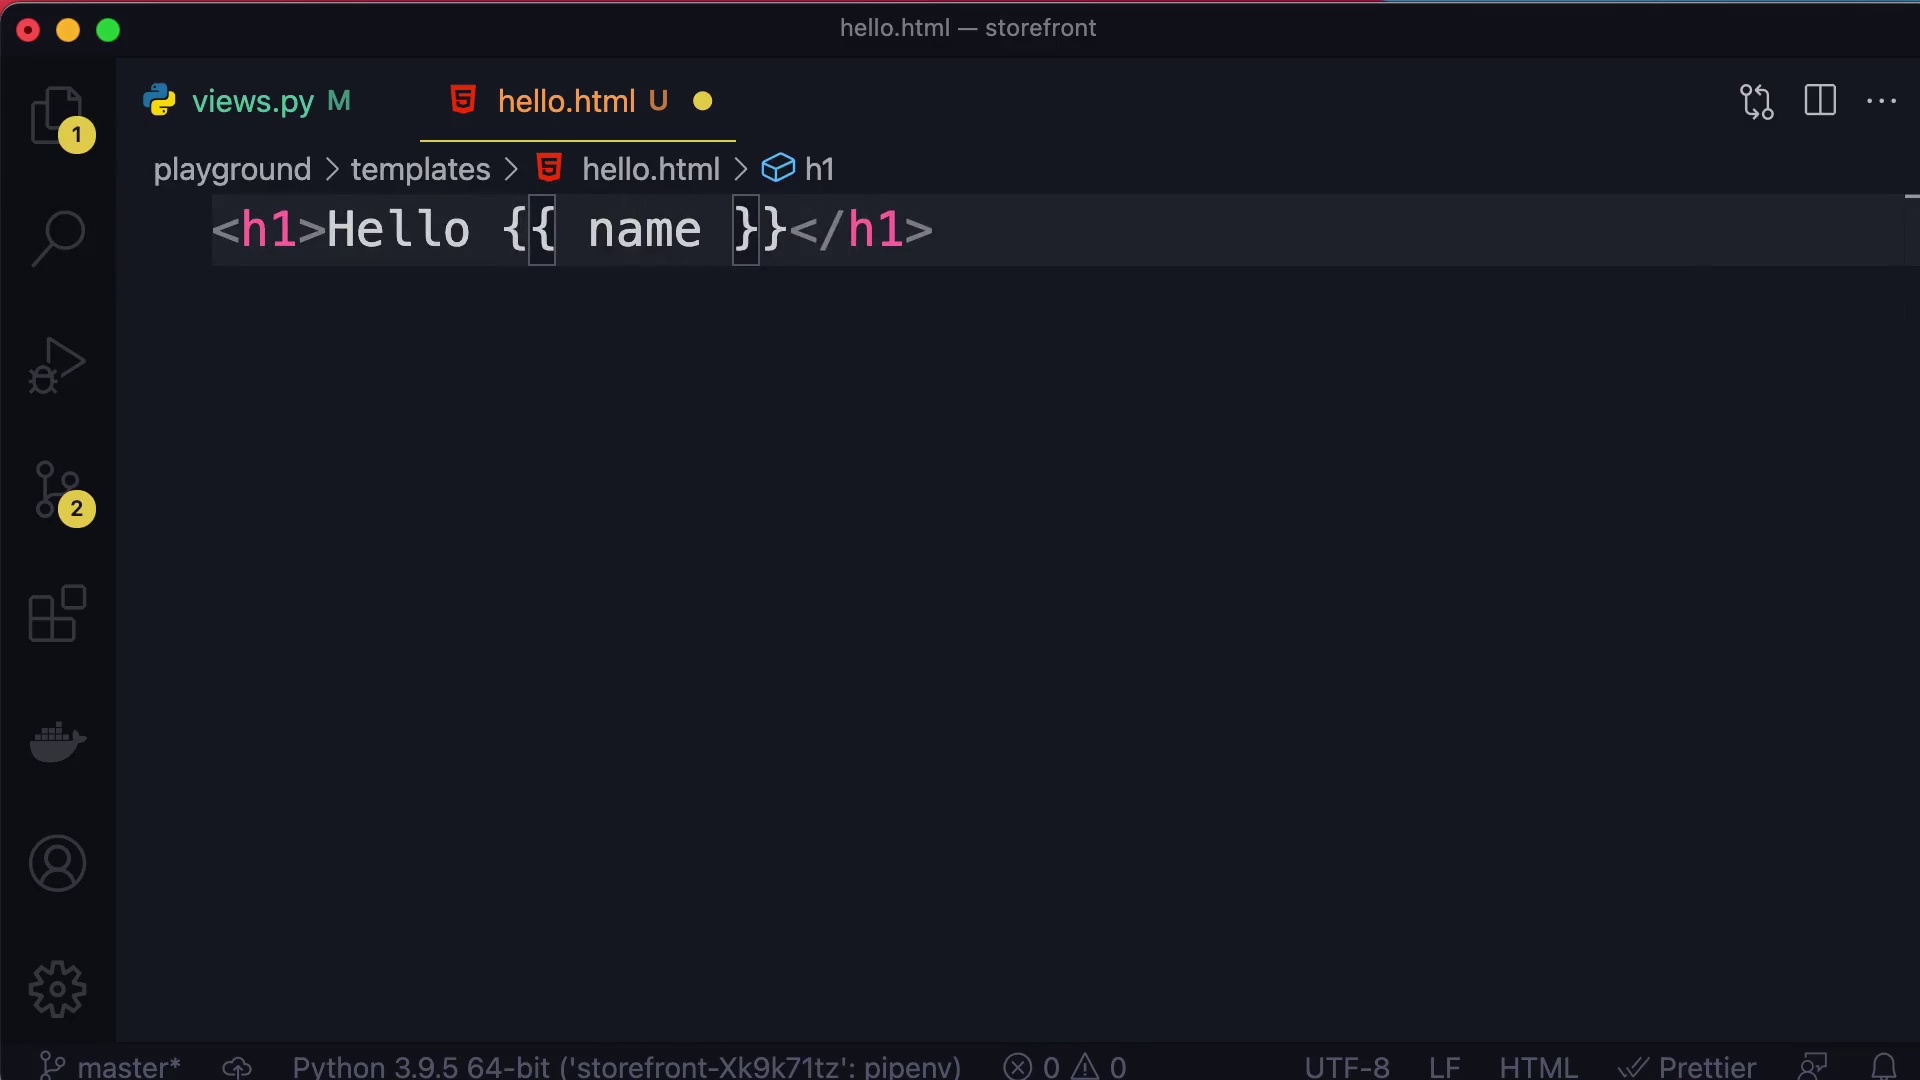 hello.html — storefront
views.py M hello.html U
1
playground > templates > hello.html > h1
<h1>Hello {{ name }}</h1>
2
master* Python 3.9.5 64-bit ('storefront-Xk9k71tz': pipenv) 0 0 UTF-8 LF HTML Prettier